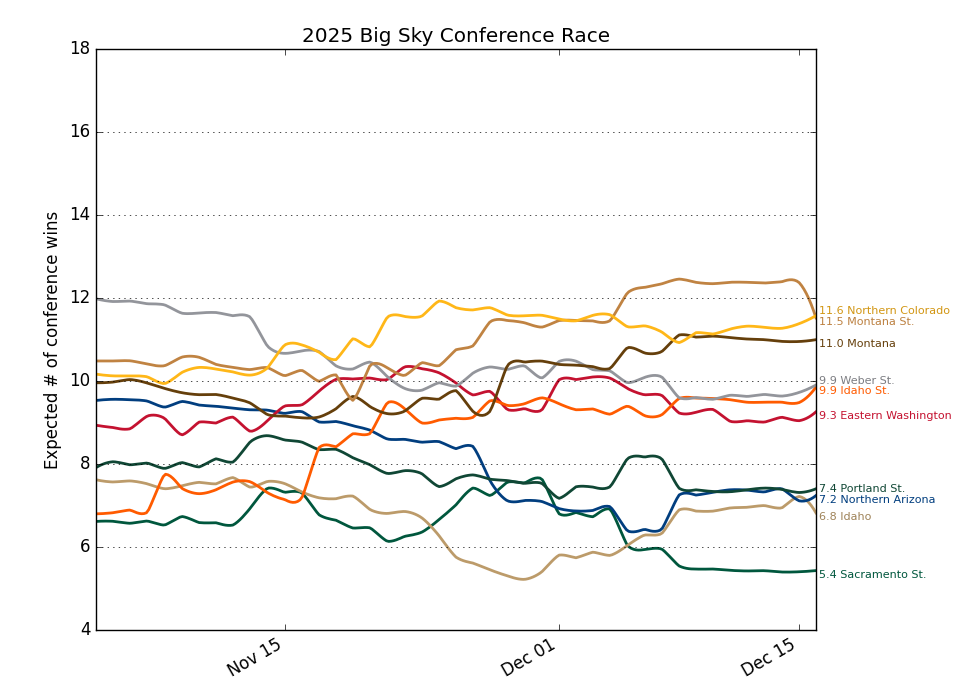 2025 Big Sky Conference Race
Expected # of conference wins
18
16
14
12
10
8
6
4
Nov 15
Dec 01
Dec 15
11.6 Northern Colorado
11.5 Montana St.
11.0 Montana
9.9 Weber St.
9.9 Idaho St.
9.3 Eastern Washington
7.4 Portland St.
7.2 Northern Arizona
6.8 Idaho
5.4 Sacramento St.